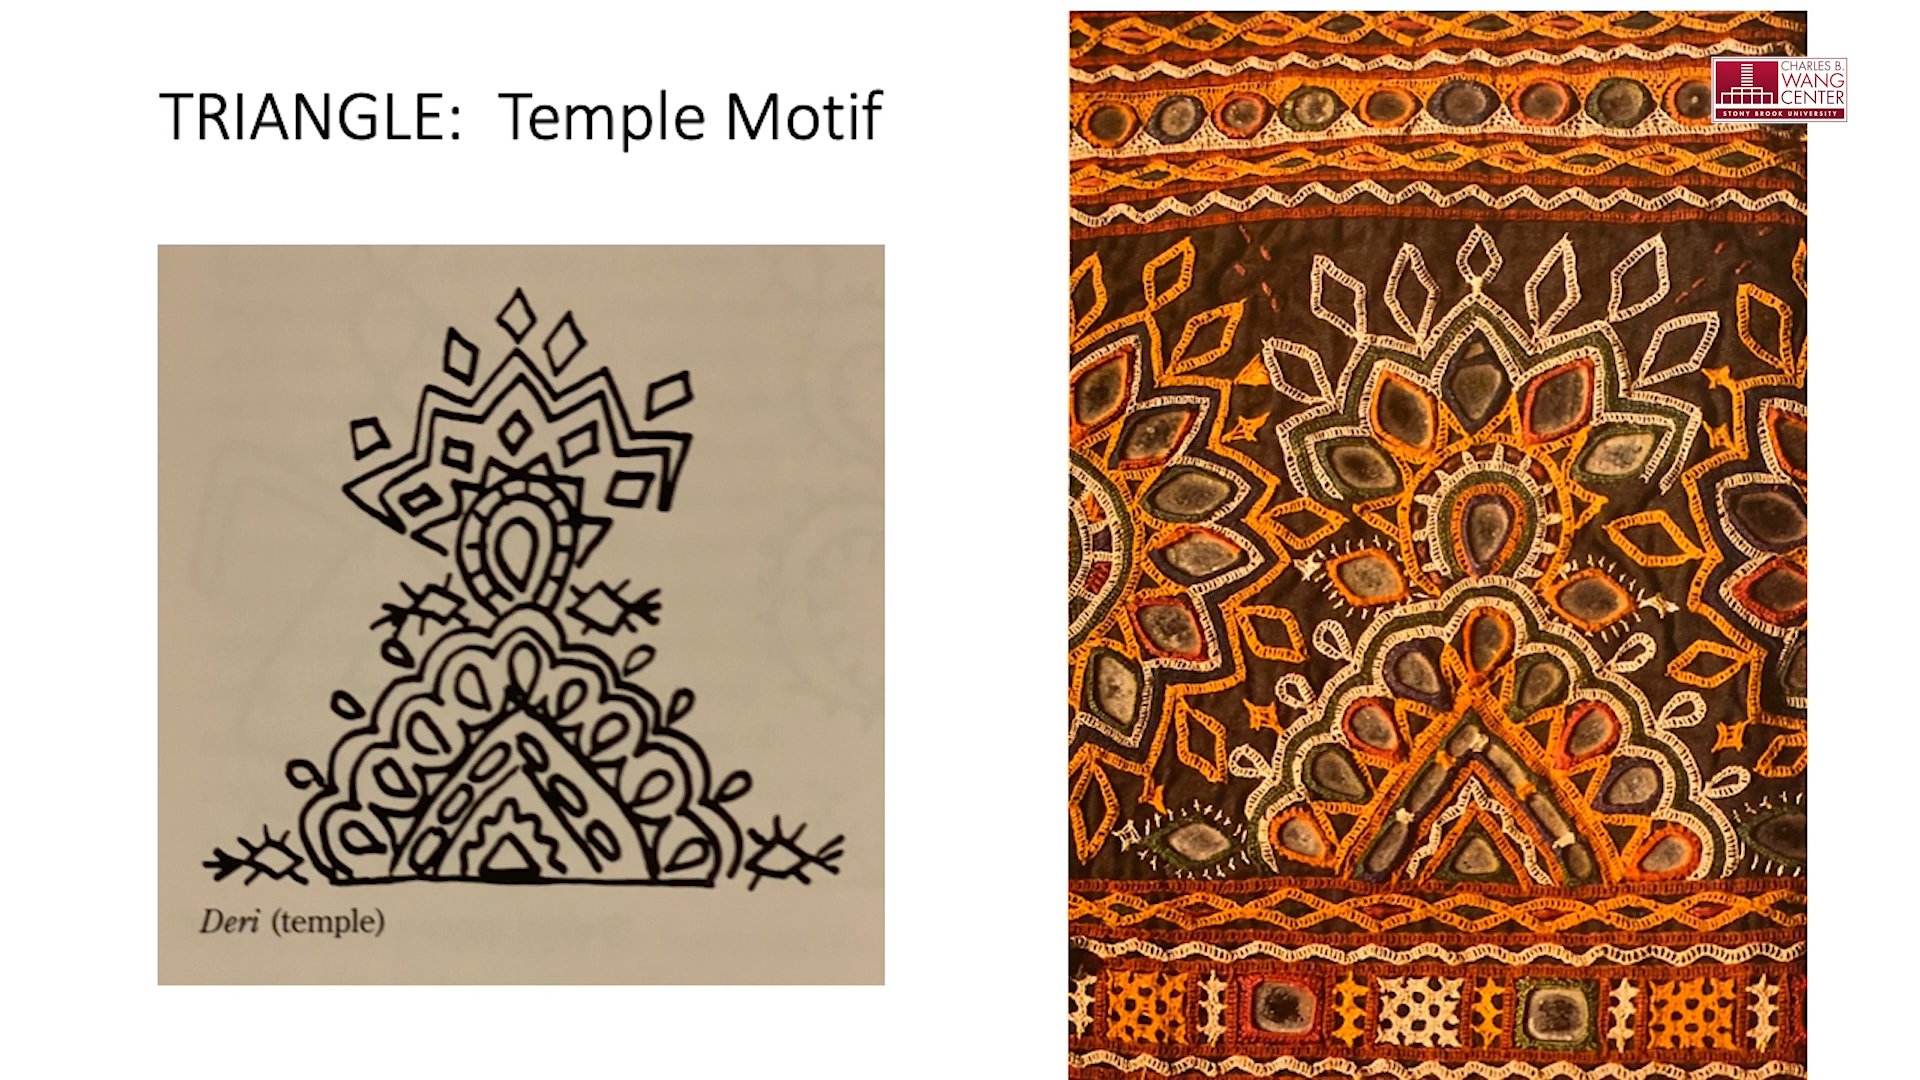 TRIANGLE: Temple Motif
CHARLES B.
WANG
CENTER
STONY BROOK UNIVERSITY
Deri (temple)